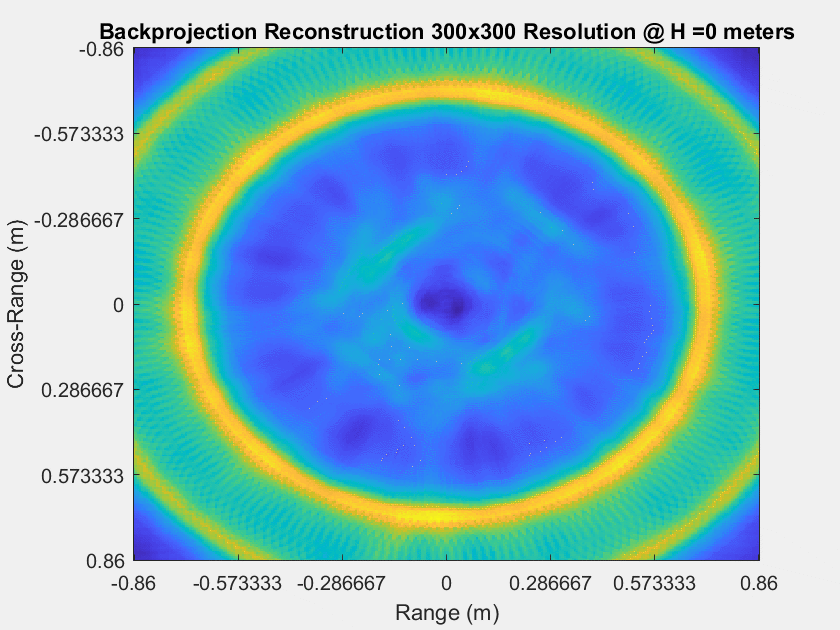 Backprojection Reconstruction 300x300 Resolution @ H =0 meters
-0.86
-0.573333
-0.286667
0
0.286667
0.573333
0.86
Cross-Range (m)
-0.86 -0.573333 -0.286667 0 0.286667 0.573333 0.86
Range (m)